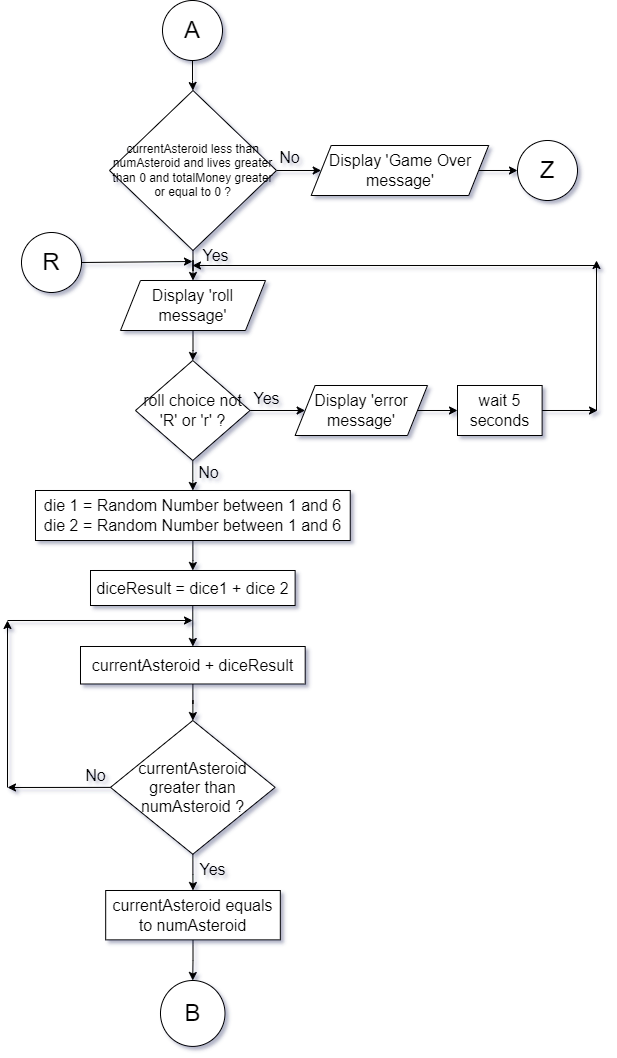 A
currentAsteroid less than
numAsteroid and lives greater
than 0 and totalMoney greater
or equal to 0 ?
No
Display 'Game Over
message'
Z
Yes
R
Display 'roll
message'
roll choice not
'R' or 'r' ?
Yes
Display 'error
message'
wait 5
seconds
No
die 1 = Random Number between 1 and 6
die 2 = Random Number between 1 and 6
diceResult = dice1 + dice 2
currentAsteroid + diceResult
currentAsteroid
greater than
numAsteroid ?
No
Yes
currentAsteroid equals
to numAsteroid
B